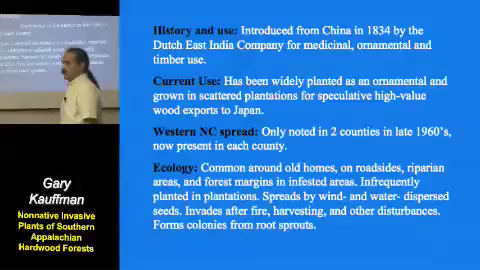 History and use: Introduced from China in 1834 by the
Dutch East India Company for medicinal, ornamental and
timber use.
Current Use: Has been widely planted as an ornamental and
grown in scattered plantations for speculative high-value
wood exports to Japan.
Western NC spread: Only noted in 2 counties in late 1960’s,
now present in each county.
Ecology: Common around old homes, on roadsides, riparian
areas, and forest margins in infested areas. Infrequently
planted in plantations. Spreads by wind- and water- dispersed
seeds. Invades after fire, harvesting, and other disturbances.
Forms colonies from root sprouts.
Gary
Kauffman
Nonnative Invasive
Plants of Southern
Appalachian
Hardwood Forests